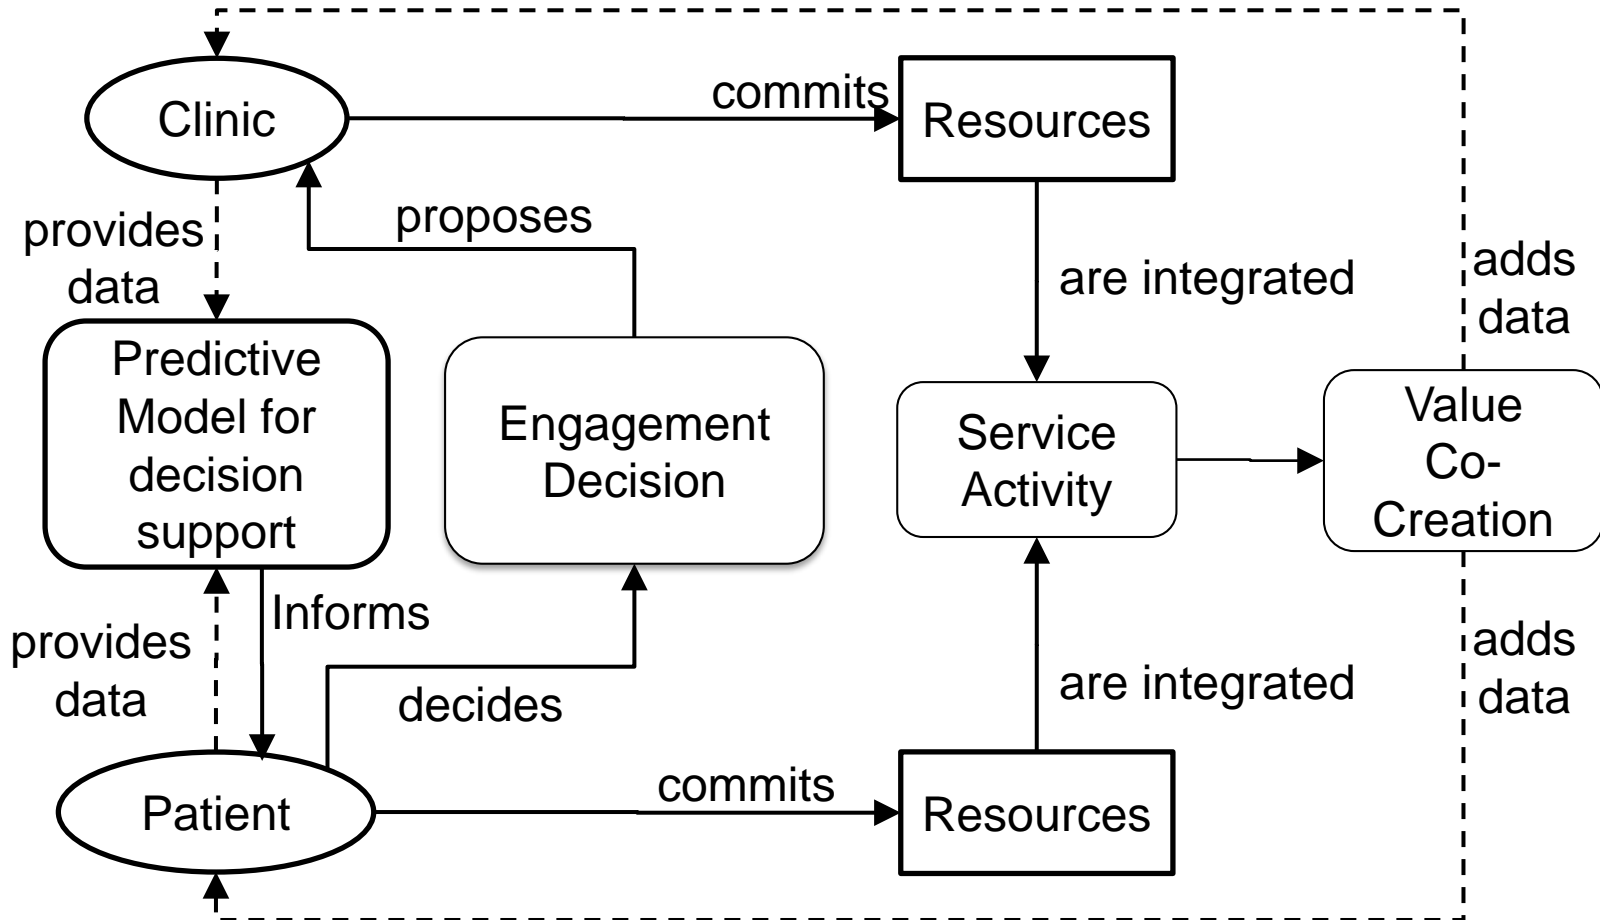 Clinic
commits
Resources
provides
data
proposes
are integrated
adds
data
Predictive
Model for
decision
support
Engagement
Decision
Service
Activity
Value
Co-
Creation
Informs
provides
data
decides
are integrated
adds
data
Patient
commits
Resources